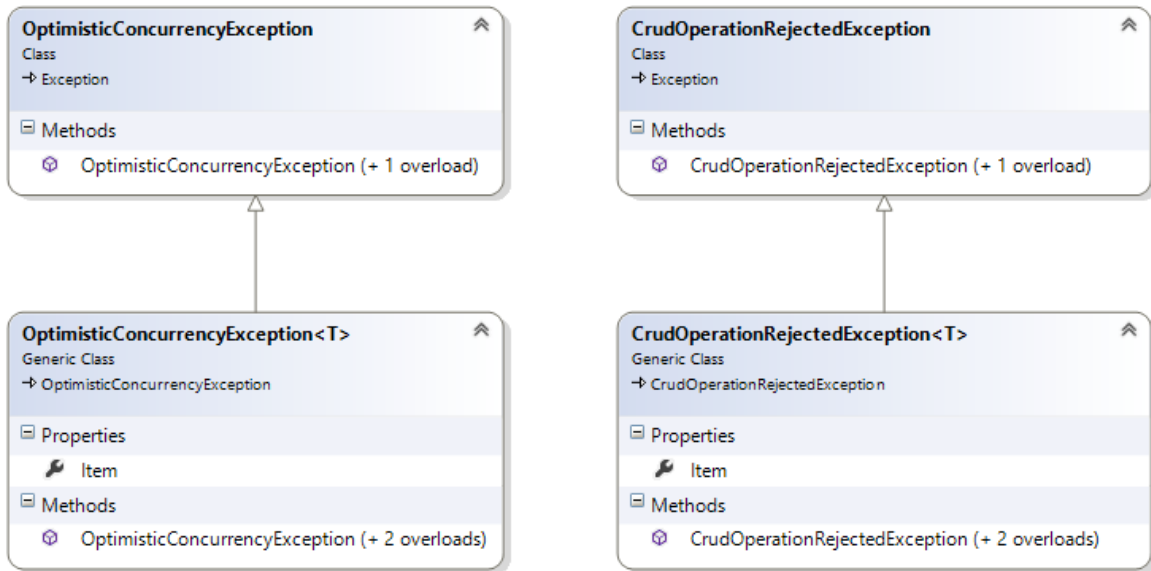 OptimisticConcurrencyException
Class
Exception
Methods
OptimisticConcurrencyException (+ 1 overload)
CrudOperationRejectedException
Class
Exception
Methods
CrudOperationRejectedException (+ 1 overload)
OptimisticConcurrencyException<T>
Generic Class
OptimisticConcurrencyException
Properties
Item
Methods
OptimisticConcurrencyException (+ 2 overloads)
CrudOperationRejectedException<T>
Generic Class
CrudOperationRejectedException
Properties
Item
Methods
CrudOperationRejectedException (+ 2 overloads)